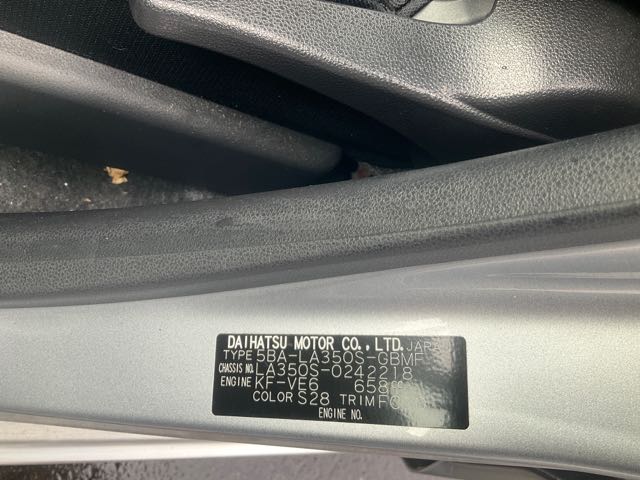 DAIHATSU MOTOR CO., LTD. JAPAN
TYPE 5BA-LA350S-GBMF
CHASSIS NO. LA350S-0242218
ENGINE KF-VE6 658
COLOR S28 TRIM
ENGINE NO.